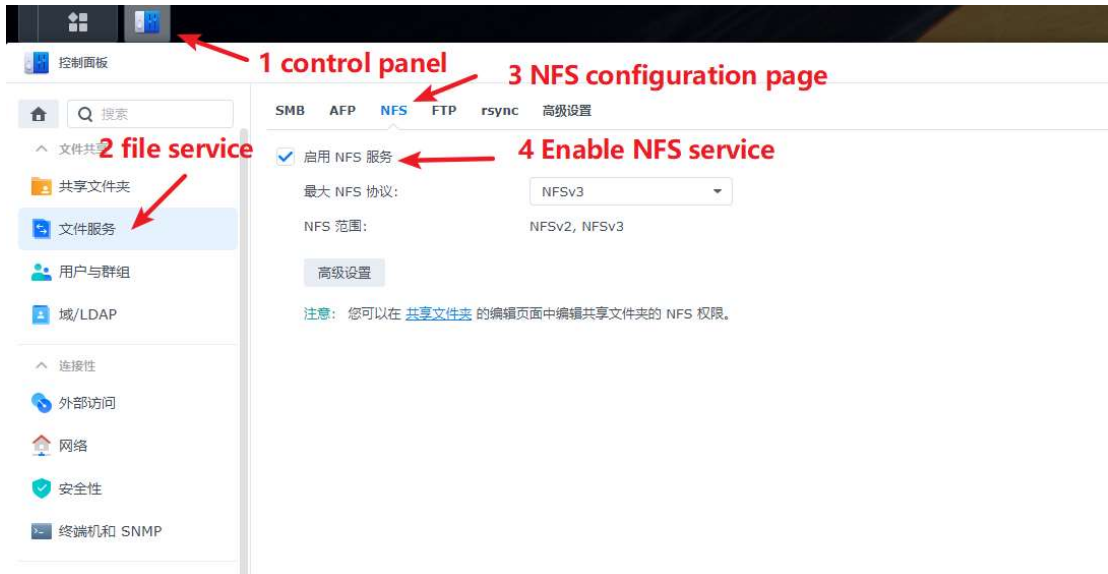 1 control panel
控制面板
3 NFS configuration page
搜索
SMB AFP NFS FTP rsync 高级设置
文件共
2 file service
启用 NFS 服务
4 Enable NFS service
共享文件夹
最大 NFS 协议: NFSv3
文件服务
NFS 范围: NFSv2, NFSv3
用户与群组
高级设置
域/LDAP
注意: 您可以在 共享文件夹 的编辑页面中编辑共享文件夹的 NFS 权限。
连接性
外部访问
网络
安全性
终端机和 SNMP